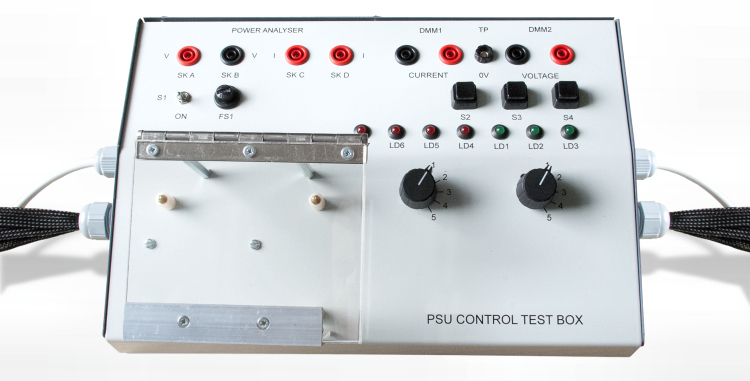 POWER ANALYSER
DMM1 TP DMM2
V V I I
SK A SK B SK C SK D
CURRENT 0V VOLTAGE
S1
ON FS1
S2 S3 S4
LD6 LD5 LD4 LD1 LD2 LD3
1 2 3 4 5
1 2 3 4 5
PSU CONTROL TEST BOX